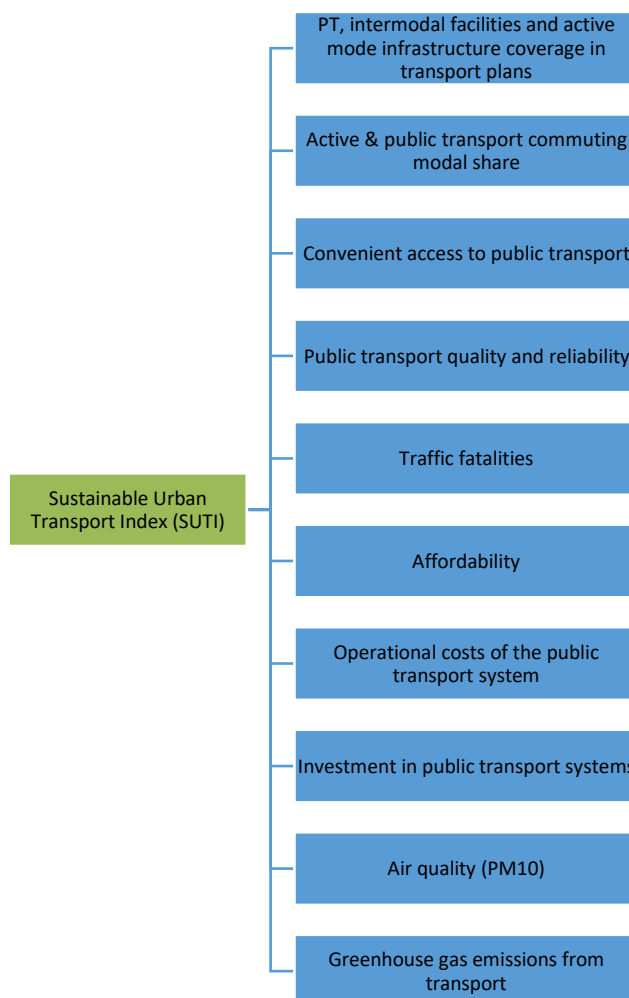 PT, intermodal facilities and active
mode infrastructure coverage in
transport plans
Active & public transport commuting
modal share
Convenient access to public transport
Public transport quality and reliability
Traffic fatalities
Sustainable Urban
Transport Index (SUTI)
Affordability
Operational costs of the public
transport system
Investment in public transport systems
Air quality (PM10)
Greenhouse gas emissions from
transport